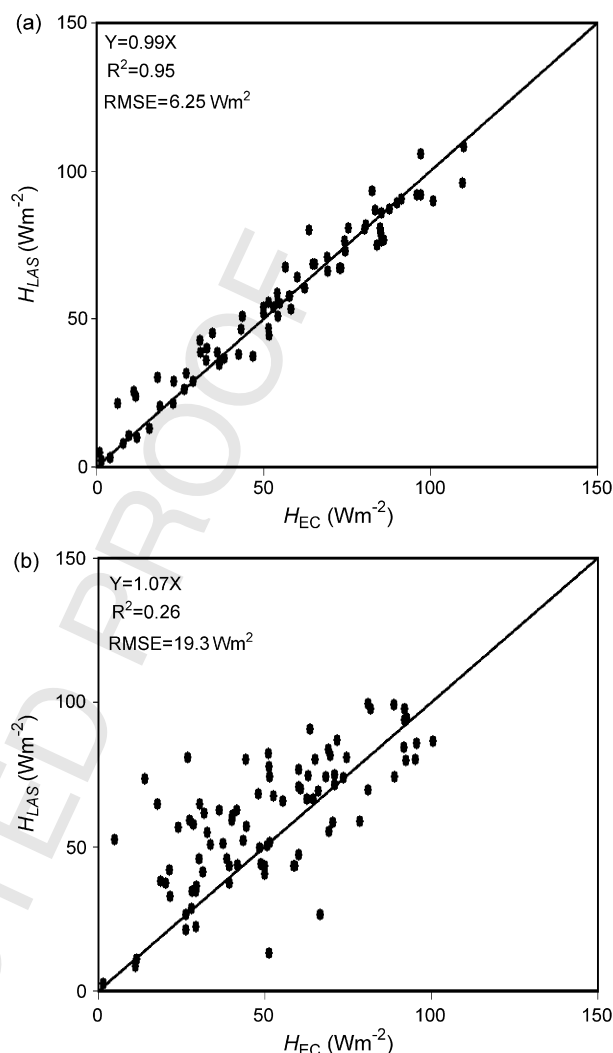 (a)
150
Y=0.99X
R²=0.95
RMSE=6.25 Wm²
100
50
0
H_LAS (Wm⁻²)
0 50 100 150
H_EC (Wm⁻²)
(b)
150
Y=1.07X
R²=0.26
RMSE=19.3 Wm²
100
50
0
H_LAS (Wm⁻²)
0 50 100 150
H_EC (Wm⁻²)
TED PROOF